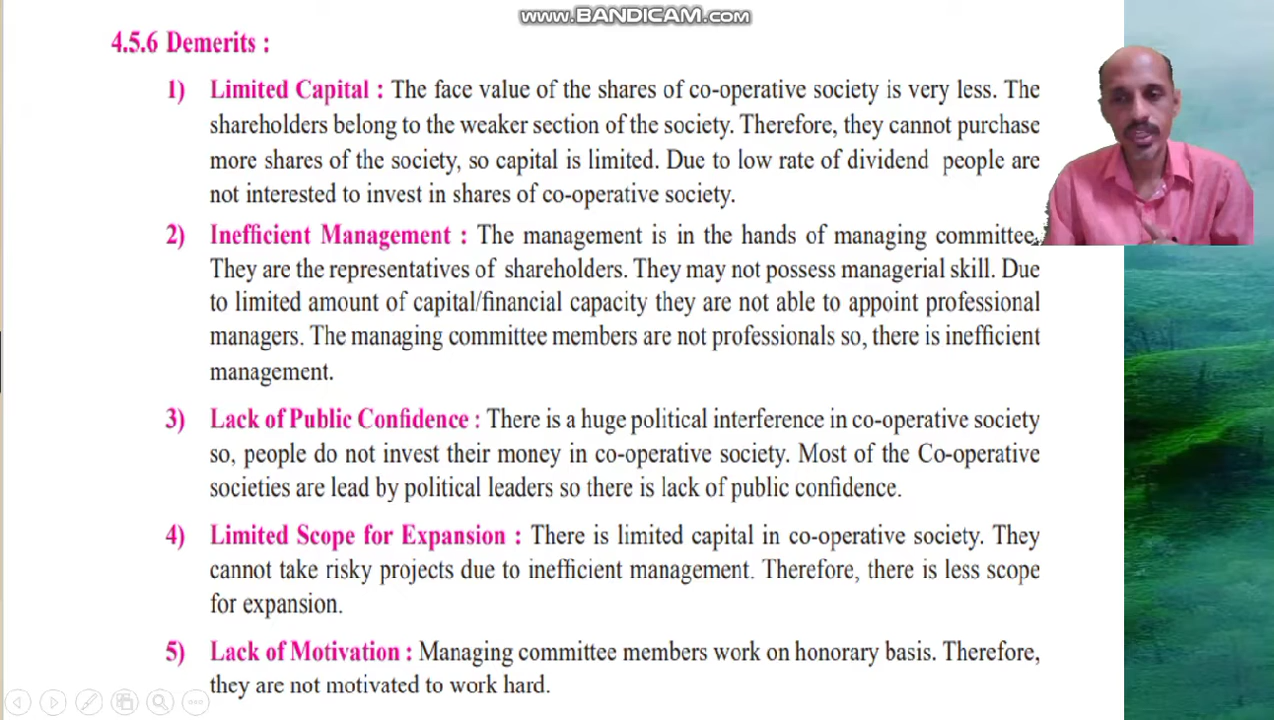 www.BANDICAM.com
4.5.6 Demerits :
1) Limited Capital : The face value of the shares of co-operative society is very less. The
shareholders belong to the weaker section of the society. Therefore, they cannot purchase
more shares of the society, so capital is limited. Due to low rate of dividend people are
not interested to invest in shares of co-operative society.
2) Inefficient Management : The management is in the hands of managing committee.
They are the representatives of shareholders. They may not possess managerial skill. Due
to limited amount of capital/financial capacity they are not able to appoint professional
managers. The managing committee members are not professionals so, there is inefficient
management.
3) Lack of Public Confidence : There is a huge political interference in co-operative society
so, people do not invest their money in co-operative society. Most of the Co-operative
societies are lead by political leaders so there is lack of public confidence.
4) Limited Scope for Expansion : There is limited capital in co-operative society. They
cannot take risky projects due to inefficient management. Therefore, there is less scope
for expansion.
5) Lack of Motivation : Managing committee members work on honorary basis. Therefore,
they are not motivated to work hard.